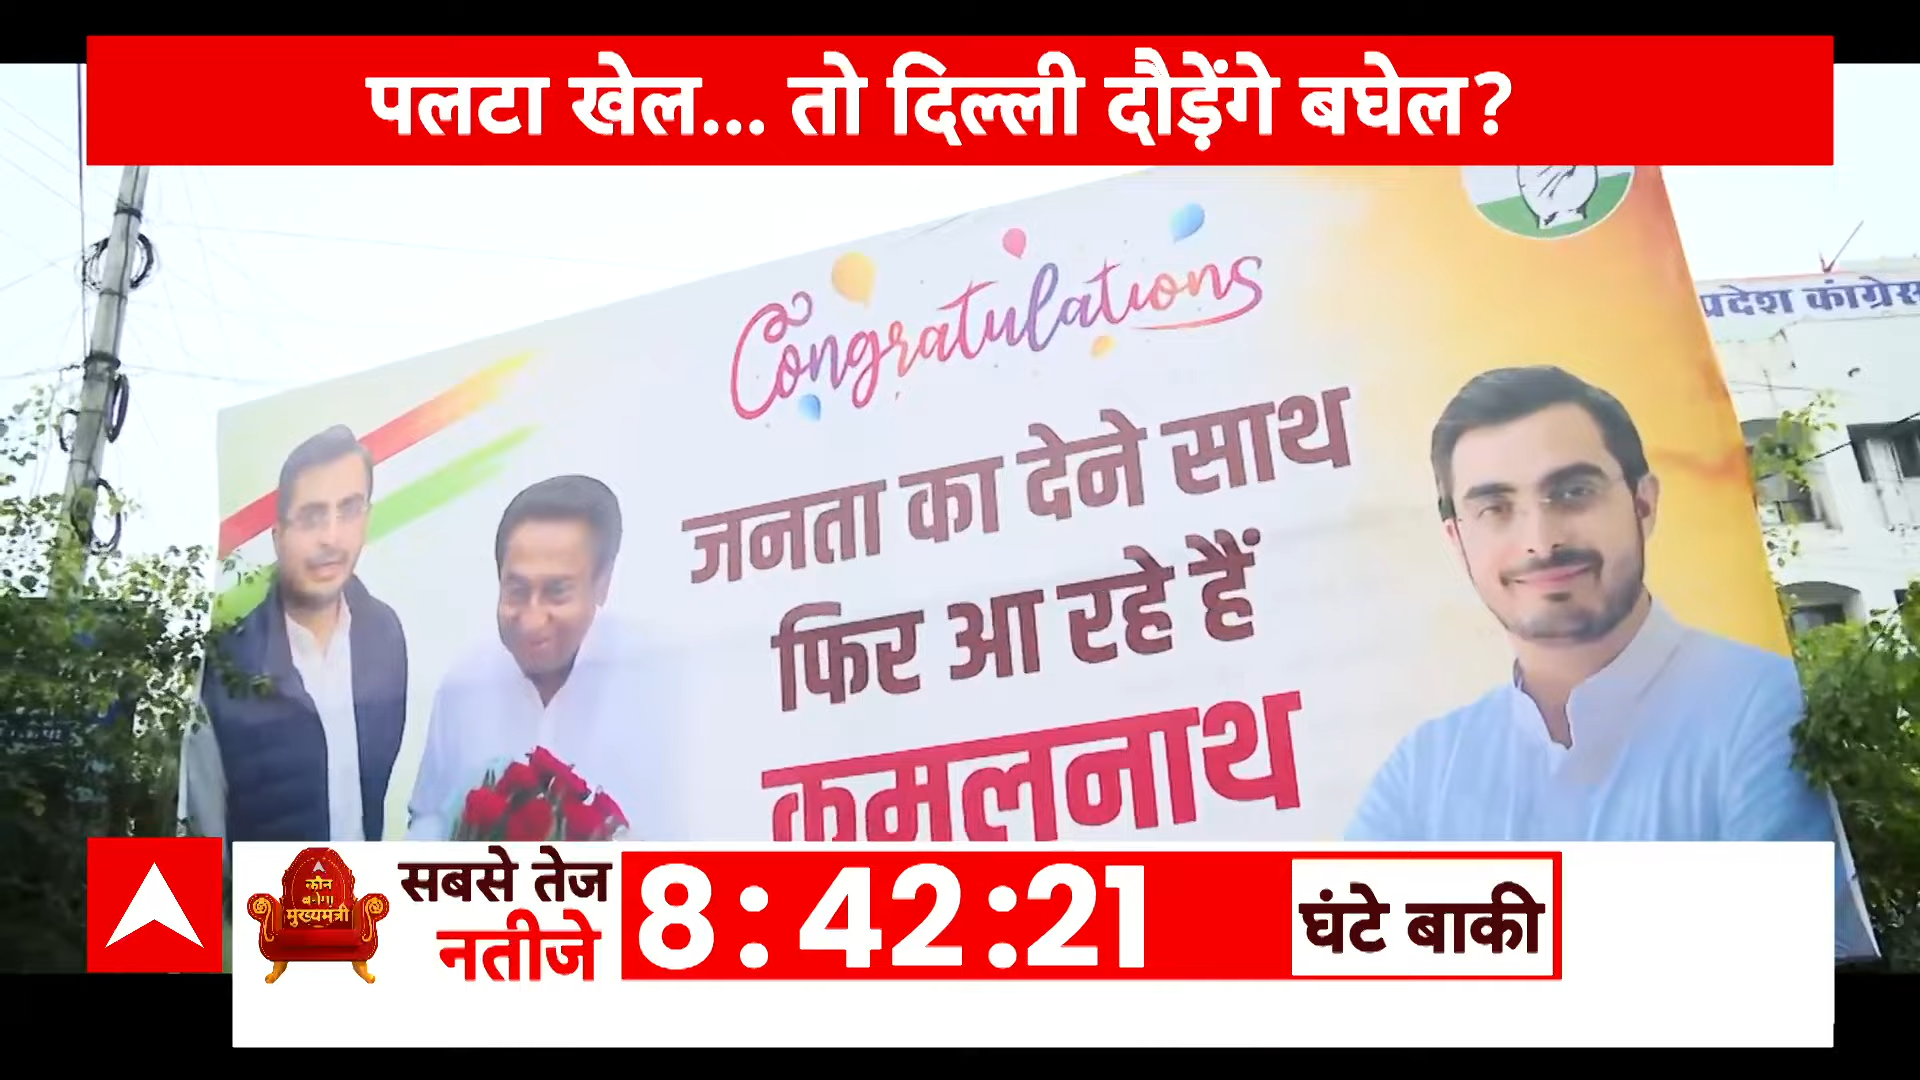 पलटा खेल... तो दिल्ली दौड़ेंगे बघेल?
Congratulations
प्रदेश कांग्रेस
जनता का देने साथ
फिर आ रहे हैं
कमलनाथ
कौन
बनेगा
मुख्यमंत्री
सबसे तेज
नतीजे
8:42:21
घंटे बाकी